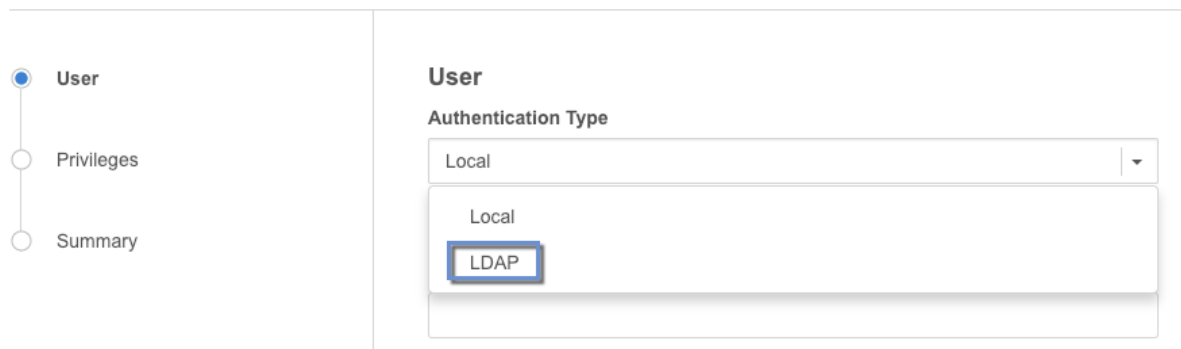 User
Privileges
Summary
User
Authentication Type
Local
Local
LDAP